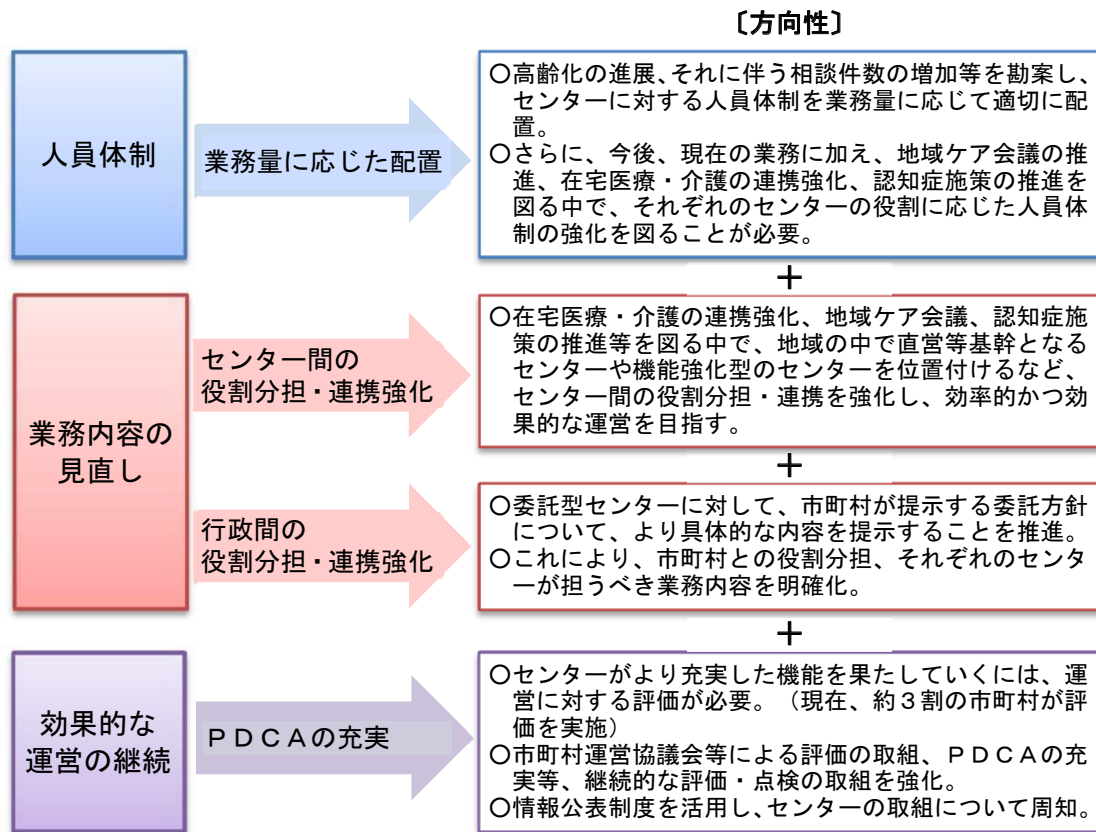 〔方向性〕
人員体制
業務量に応じた配置
○高齢化の進展、それに伴う相談件数の増加等を勘案し、
センターに対する人員体制を業務量に応じて適切に配
置。
○さらに、今後、現在の業務に加え、地域ケア会議の推
進、在宅医療・介護の連携強化、認知症施策の推進を
図る中で、それぞれのセンターの役割に応じた人員体
制の強化を図ることが必要。
＋
業務内容の
見直し
センター間の
役割分担・連携強化
○在宅医療・介護の連携強化、地域ケア会議、認知症施
策の推進等を図る中で、地域の中で直営等基幹となる
センターや機能強化型のセンターを位置付けるなど、
センター間の役割分担・連携を強化し、効率的かつ効
果的な運営を目指す。
＋
行政間の
役割分担・連携強化
○委託型センターに対して、市町村が提示する委託方針
について、より具体的な内容を提示することを推進。
○これにより、市町村との役割分担、それぞれのセンタ
ーが担うべき業務内容を明確化。
＋
効果的な
運営の継続
ＰＤＣＡの充実
○センターがより充実した機能を果たしていくには、運
営に対する評価が必要。（現在、約３割の市町村が評
価を実施）
○市町村運営協議会等による評価の取組、ＰＤＣＡの充
実等、継続的な評価・点検の取組を強化。
○情報公表制度を活用し、センターの取組について周知。